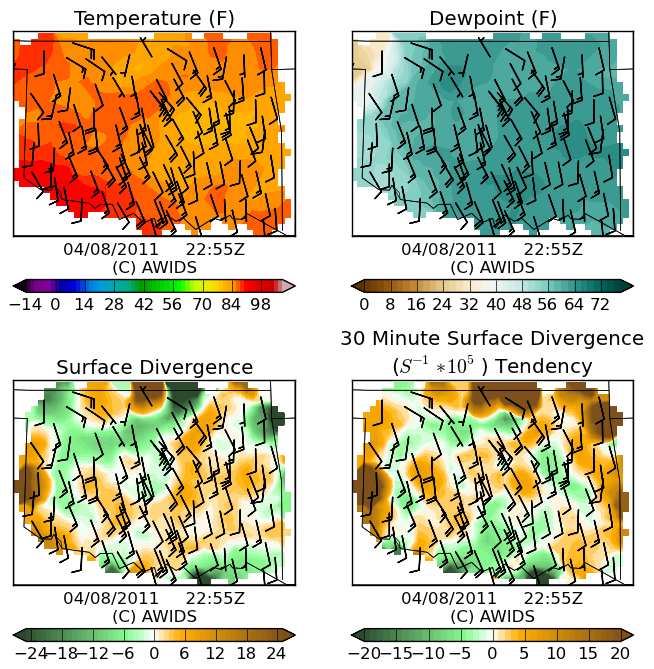 Temperature (F)
Dewpoint (F)
04/08/2011 22:55Z
(C) AWIDS
04/08/2011 22:55Z
(C) AWIDS
−14 0 14 28 42 56 70 84 98
0 8 16 24 32 40 48 56 64 72
Surface Divergence
30 Minute Surface Divergence
(S^{-1} *10^5 ) Tendency
04/08/2011 22:55Z
(C) AWIDS
04/08/2011 22:55Z
(C) AWIDS
−24 −18 −12 −6 0 6 12 18 24
−20 −15 −10 −5 0 5 10 15 20